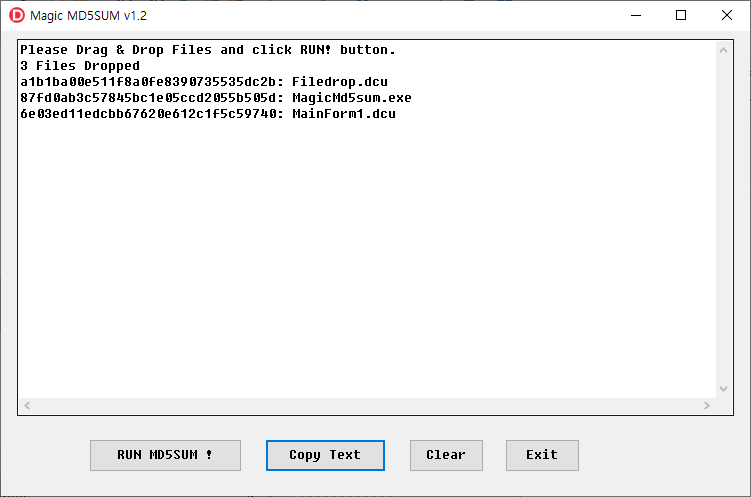 Magic MD5SUM v1.2
Please Drag & Drop Files and click RUN! button.
3 Files Dropped
a1b1ba00e511f8a0fe8390735535dc2b: Filedrop.dcu
87fd0ab3c57845bc1e05ccd2055b505d: MagicMd5sum.exe
6e03ed11edcbb67620e612c1f5c59740: MainForm1.dcu
RUN MD5SUM !
Copy Text
Clear
Exit